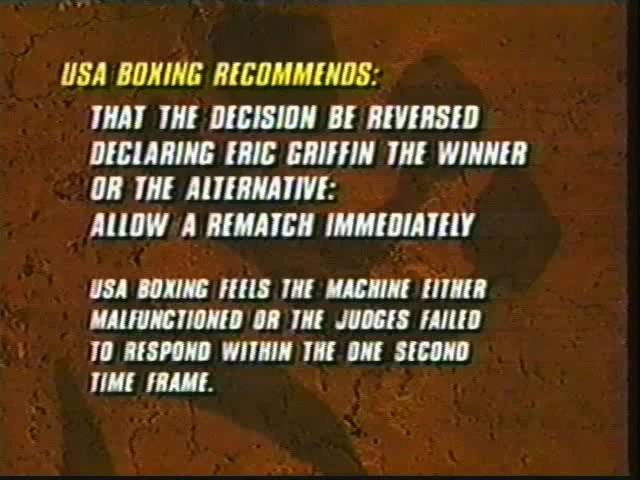 USA BOXING RECOMMENDS:
THAT THE DECISION BE REVERSED
DECLARING ERIC GRIFFIN THE WINNER
OR THE ALTERNATIVE:
ALLOW A REMATCH IMMEDIATELY
USA BOXING FEELS THE MACHINE EITHER
MALFUNCTIONED OR THE JUDGES FAILED
TO RESPOND WITHIN THE ONE SECOND
TIME FRAME.